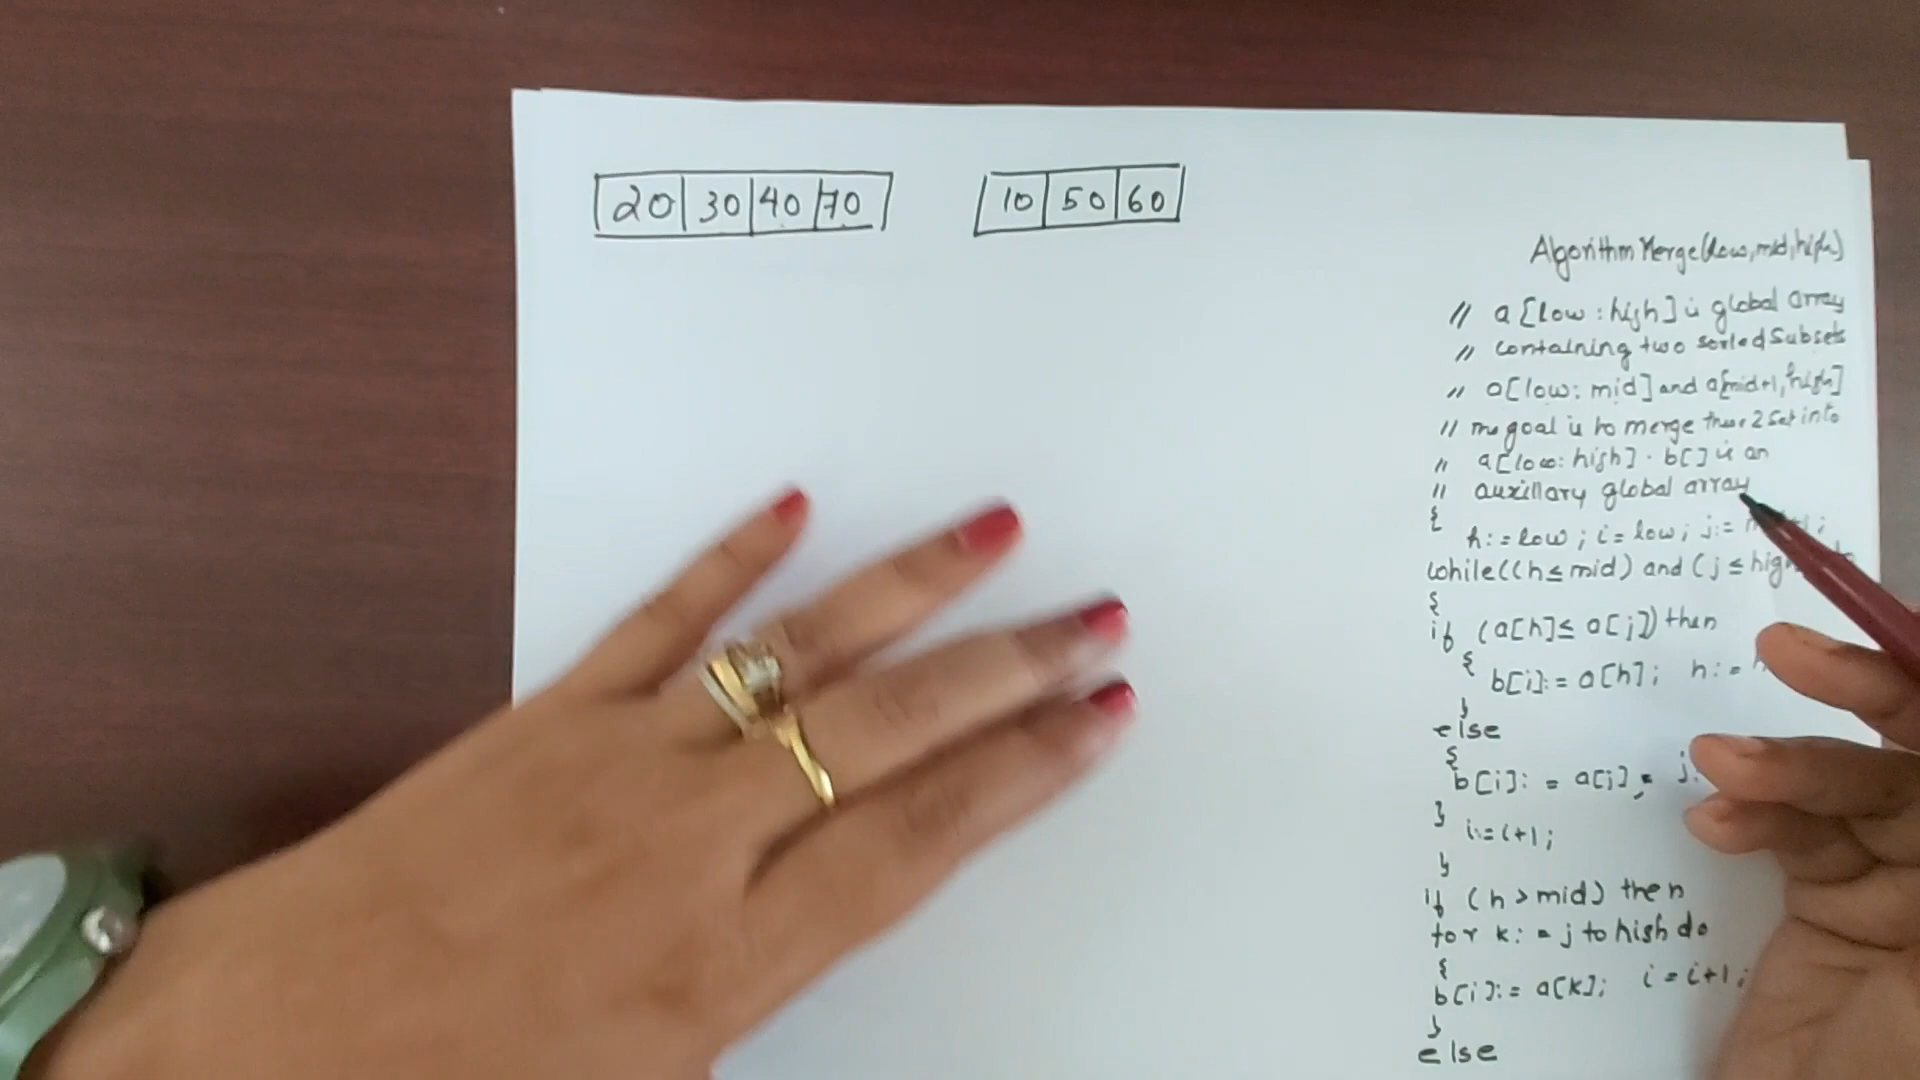 20 30 40 70
10 50 60
Algorithm Merge(low,mid,high)
// a[low:high] is global array
// containing two sorted Subsets
// a[low:mid] and a[mid+1,high]
// The goal is to merge these 2 set into
// a[low:high]. b[] is an
// auxillary global array
{
h:=low; i=low; j:=
while((h≤mid) and (j≤high
{
if (a[h]≤ a[j]) then
{ b[i]:= a[h]; h:=
}
else
{
b[i]:= a[j]; j:
}
i:=i+1;
}
if (h>mid) then
for k:=j to high do
{
b[i]:= a[k]; i=i+1;
}
else